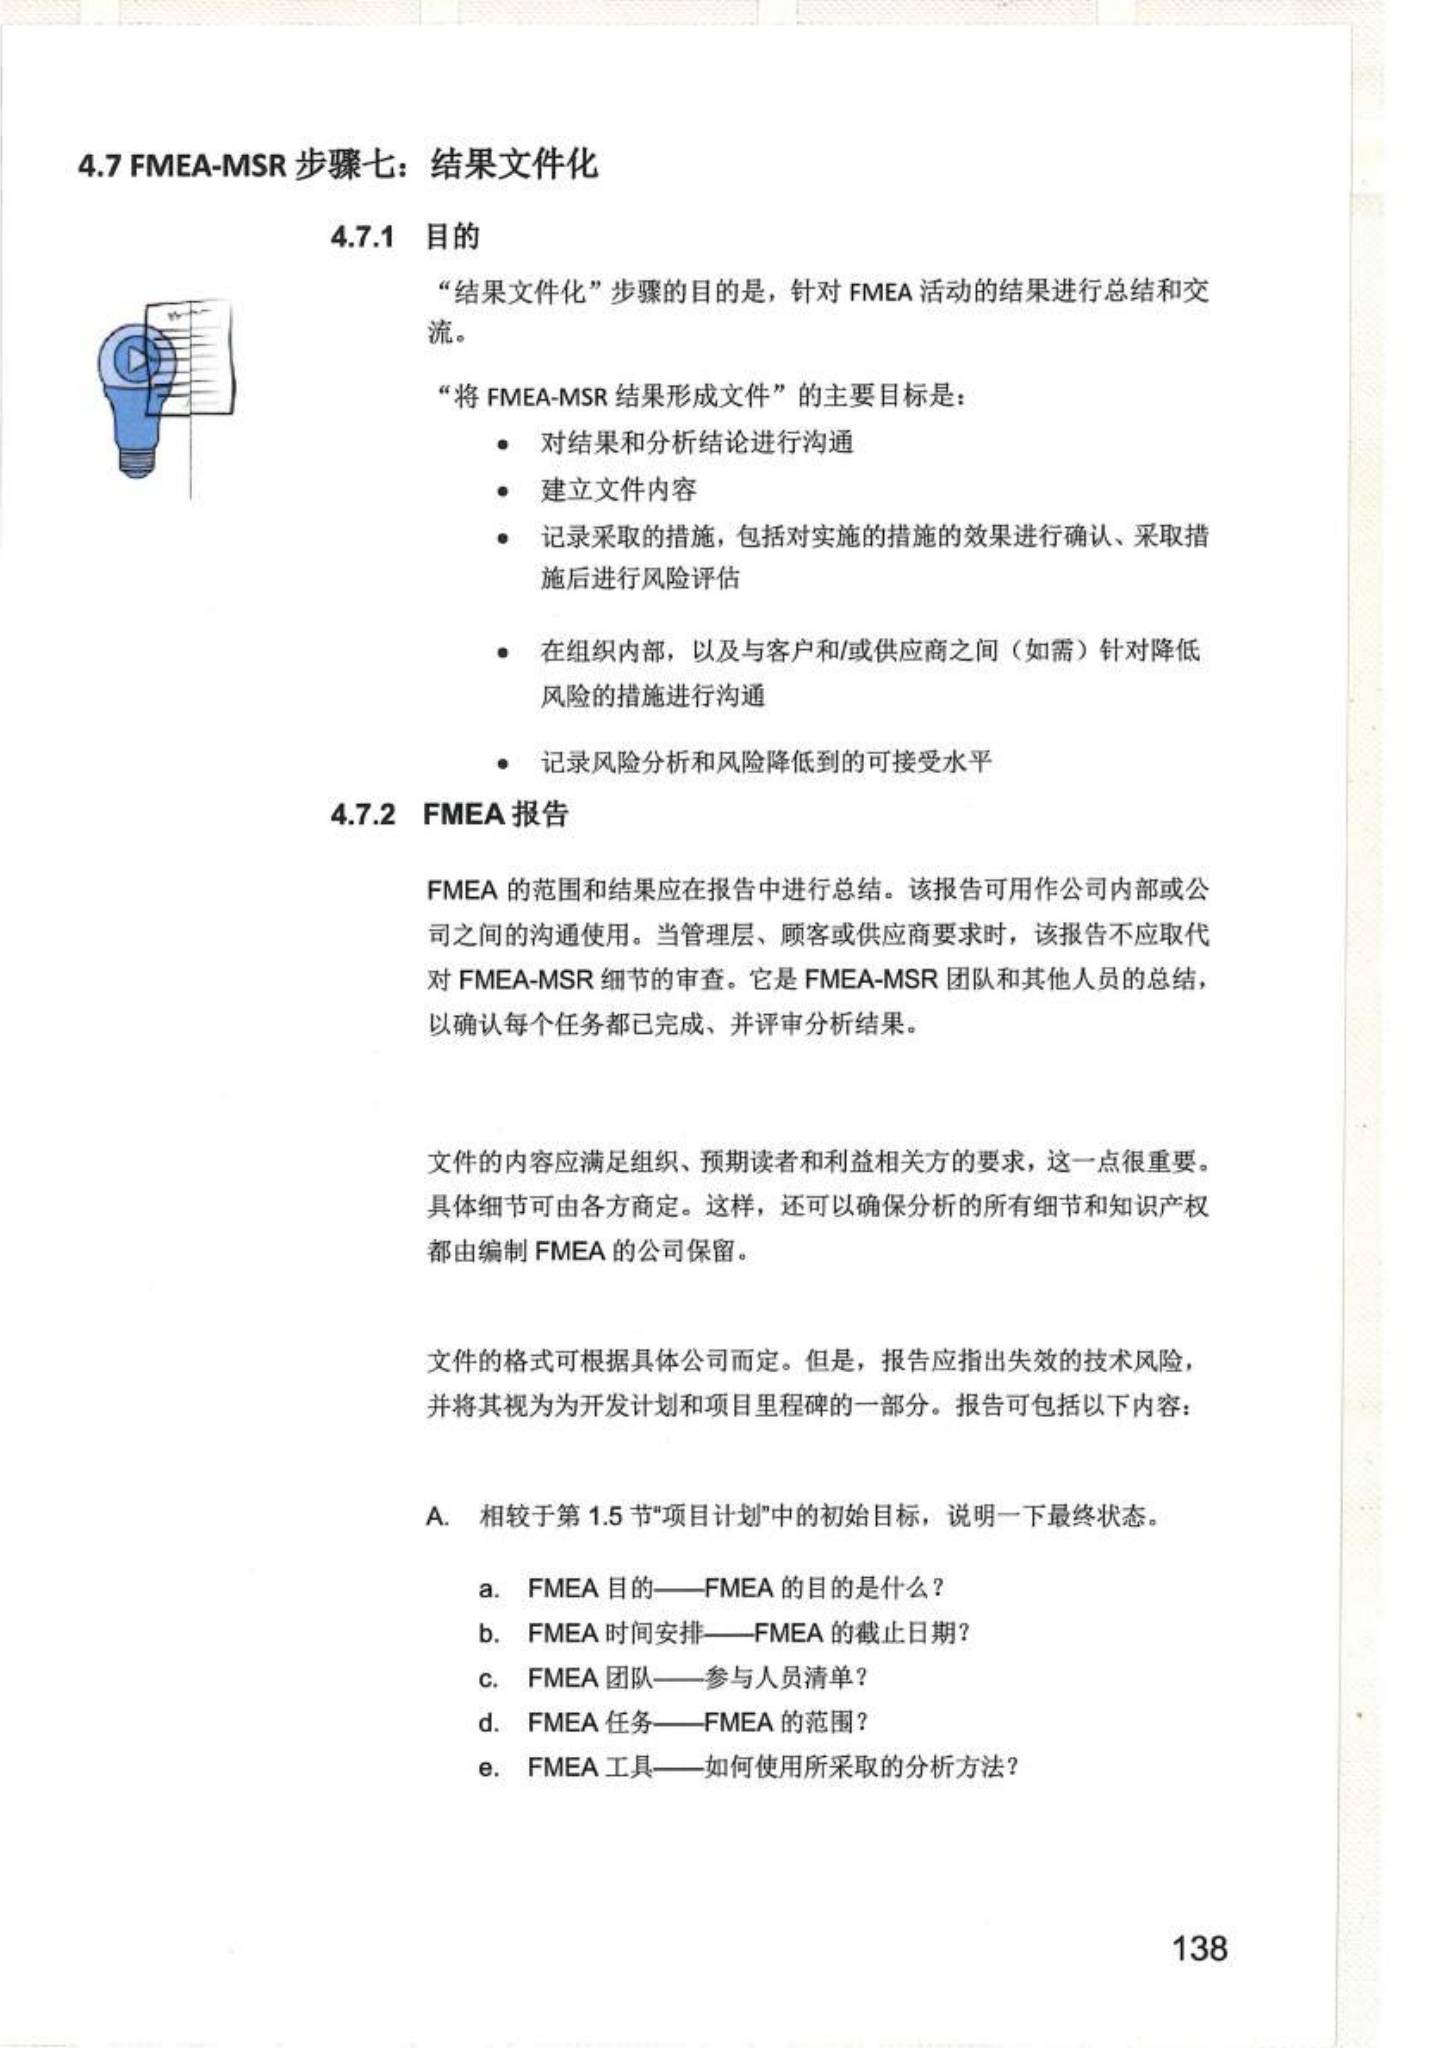 4.7 FMEA-MSR 步骤七：结果文件化
4.7.1 目的
“结果文件化”步骤的目的是，针对 FMEA 活动的结果进行总结和交
流。
“将 FMEA-MSR 结果形成文件”的主要目标是：
• 对结果和分析结论进行沟通
• 建立文件内容
• 记录采取的措施，包括对实施的措施的效果进行确认、采取措
施后进行风险评估
• 在组织内部，以及与客户和/或供应商之间（如需）针对降低
风险的措施进行沟通
• 记录风险分析和风险降低到的可接受水平
4.7.2 FMEA 报告
FMEA 的范围和结果应在报告中进行总结。该报告可用作公司内部或公
司之间的沟通使用。当管理层、顾客或供应商要求时，该报告不应取代
对 FMEA-MSR 细节的审查。它是 FMEA-MSR 团队和其他人员的总结，
以确认每个任务都已完成、并评审分析结果。
文件的内容应满足组织、预期读者和利益相关方的要求，这一点很重要。
具体细节可由各方商定。这样，还可以确保分析的所有细节和知识产权
都由编制 FMEA 的公司保留。
文件的格式可根据具体公司而定。但是，报告应指出失效的技术风险，
并将其视为为开发计划和项目里程碑的一部分。报告可包括以下内容：
A. 相较于第 1.5 节“项目计划”中的初始目标，说明一下最终状态。
a. FMEA 目的——FMEA 的目的是什么？
b. FMEA 时间安排——FMEA 的截止日期？
c. FMEA 团队——参与人员清单？
d. FMEA 任务——FMEA 的范围？
e. FMEA 工具——如何使用所采取的分析方法？
138